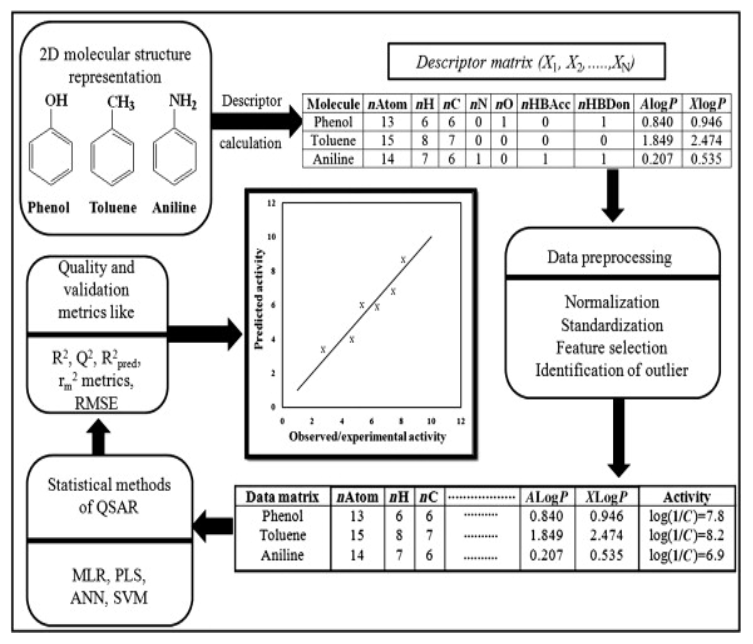 2D molecular structure
representation
OH
CH3
NH2
Phenol Toluene Aniline
Descriptor
calculation
Descriptor matrix (X1, X2,.....,XN)
Molecule nAtom nH nC nN nO nHBAcc nHBDon AlogP XlogP
Phenol 13 6 6 0 1 0 1 0.840 0.946
Toluene 15 8 7 0 0 0 0 1.849 2.474
Aniline 14 7 6 1 0 1 1 0.207 0.535
Data preprocessing
Normalization
Standardization
Feature selection
Identification of outlier
Data matrix nAtom nH nC .................. ALogP XLogP Activity
Phenol 13 6 6 .......... 0.840 0.946 log(1/C)=7.8
Toluene 15 8 7 .......... 1.849 2.474 log(1/C)=8.2
Aniline 14 7 6 .......... 0.207 0.535 log(1/C)=6.9
Statistical methods
of QSAR
MLR, PLS,
ANN, SVM
Quality and
validation
metrics like
R², Q², R²pred,
rm² metrics,
RMSE
Predicted activity
12
10
8
6
4
2
0
0 2 4 6 8 10 12
x x x x x x
Observed/experimental activity